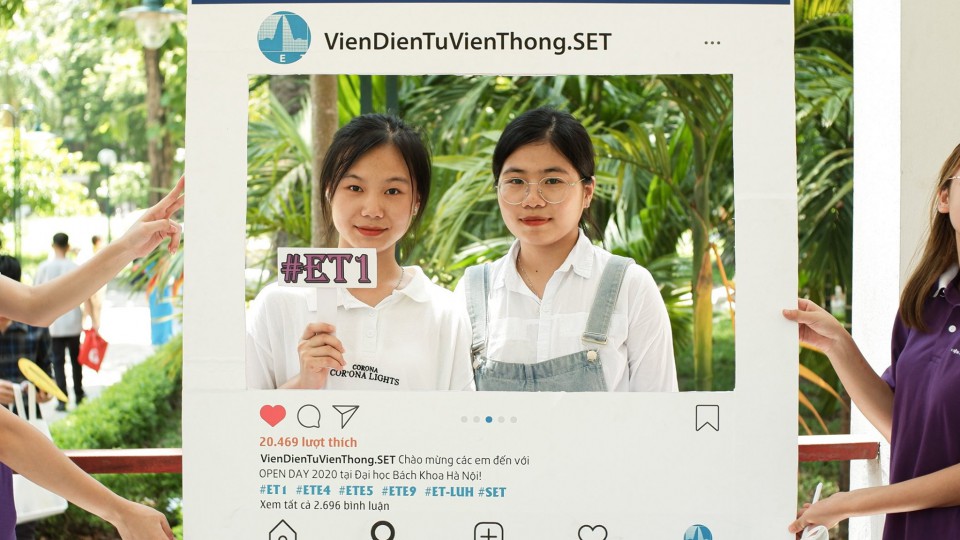 VienDienTuVienThong.SET
E
#ET1
CORONA
CORONA LIGHTS
20.469 lượt thích
VienDienTuVienThong.SET Chào mừng các em đến với
OPEN DAY 2020 tại Đại học Bách Khoa Hà Nội!
#ET1 #ETE4 #ETE5 #ETE9 #ET-LUH #SET
Xem tất cả 2.696 bình luận